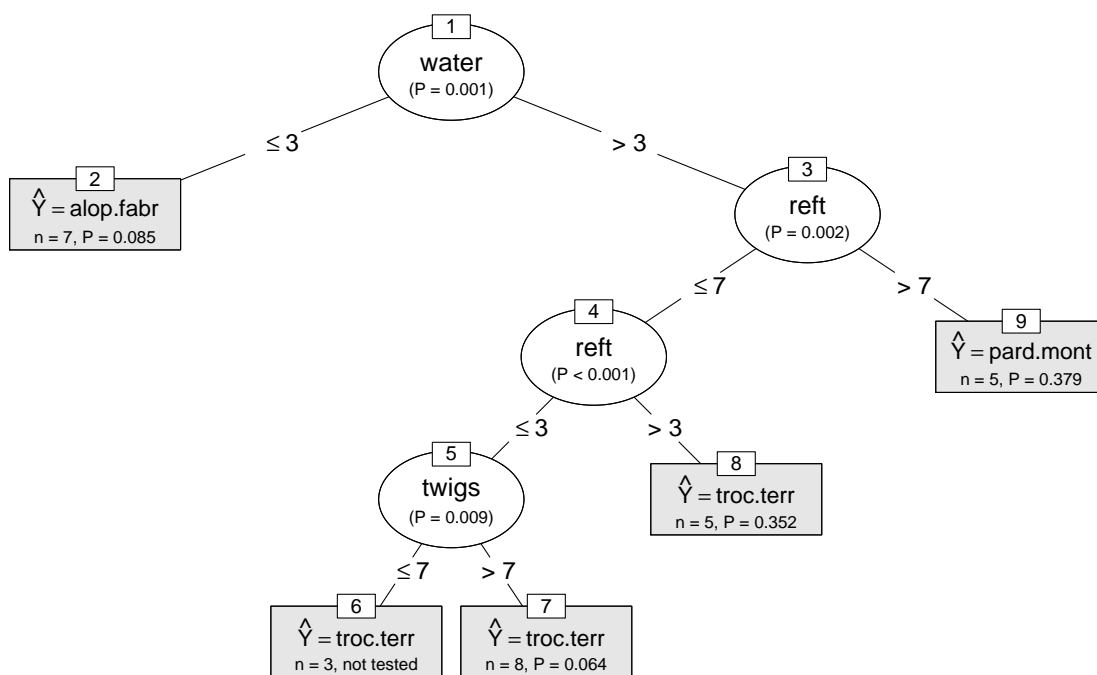 1
water
(P = 0.001)
≤ 3
> 3
2
Ŷ = alop.fabr
n = 7, P = 0.085
3
reft
(P = 0.002)
≤ 7
> 7
4
reft
(P < 0.001)
9
Ŷ = pard.mont
n = 5, P = 0.379
≤ 3
> 3
5
twigs
(P = 0.009)
8
Ŷ = troc.terr
n = 5, P = 0.352
≤ 7
> 7
6
Ŷ = troc.terr
n = 3, not tested
7
Ŷ = troc.terr
n = 8, P = 0.064